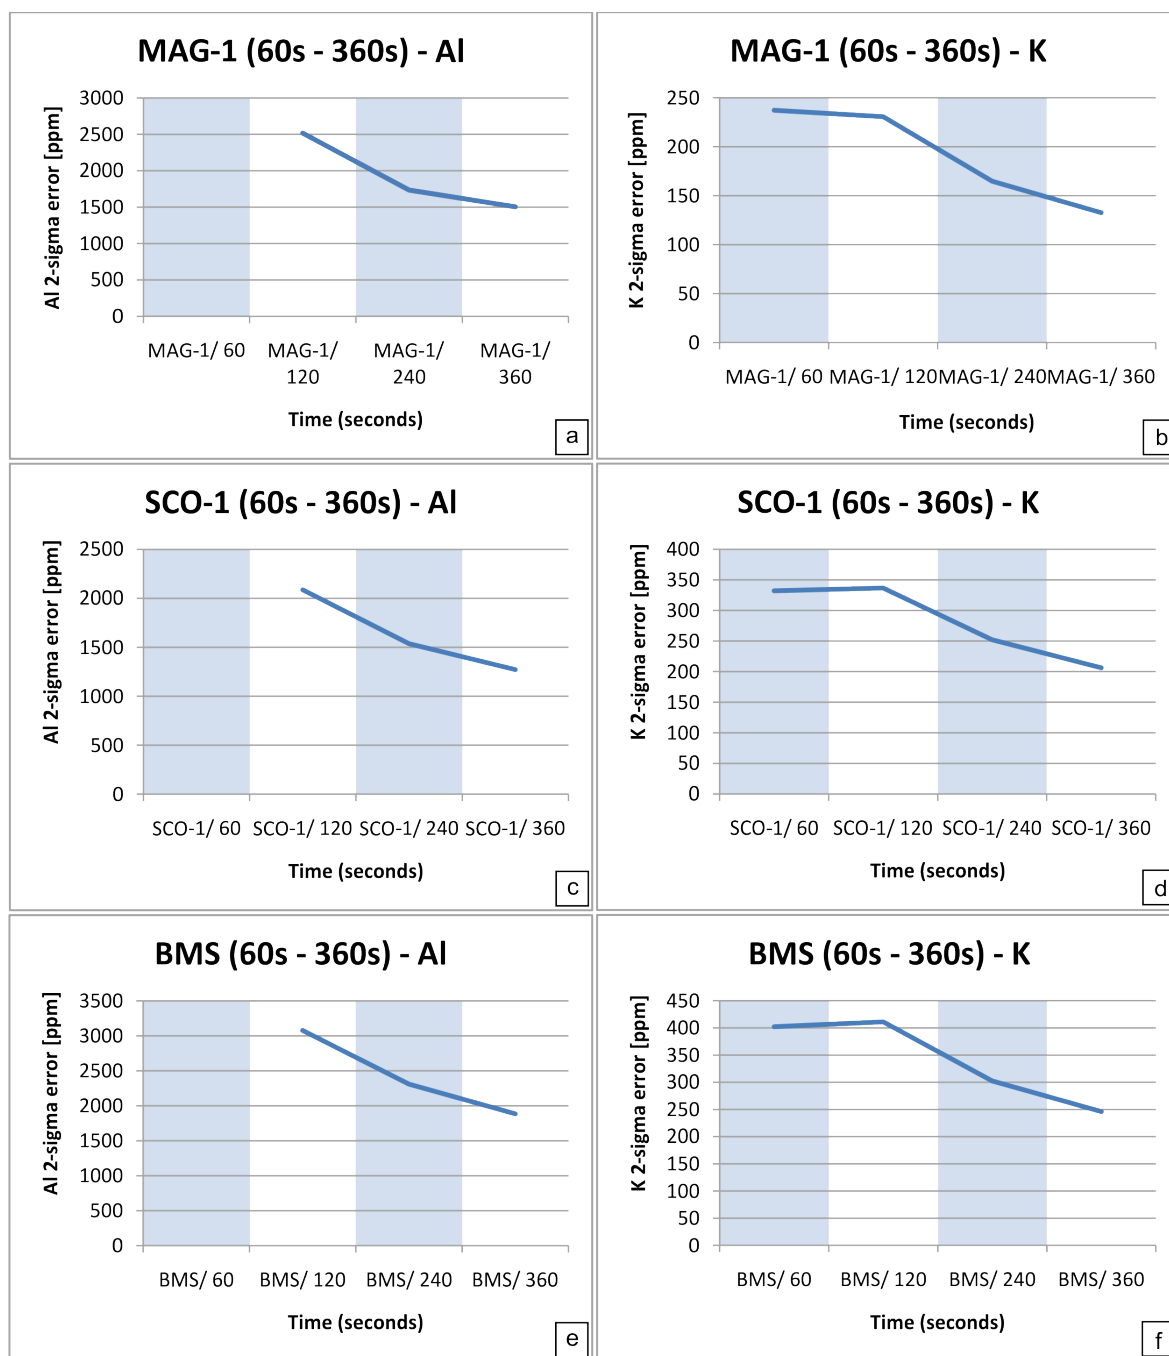 MAG-1 (60s - 360s) - Al
Al 2-sigma error [ppm]
3000
2500
2000
1500
1000
500
0
MAG-1/ 60
MAG-1/
120
MAG-1/
240
MAG-1/
360
Time (seconds)
a
MAG-1 (60s - 360s) - K
K 2-sigma error [ppm]
250
200
150
100
50
0
MAG-1/ 60 MAG-1/ 120 MAG-1/ 240 MAG-1/ 360
Time (seconds)
b
SCO-1 (60s - 360s) - Al
Al 2-sigma error [ppm]
2500
2000
1500
1000
500
0
SCO-1/ 60 SCO-1/ 120 SCO-1/ 240 SCO-1/ 360
Time (seconds)
c
SCO-1 (60s - 360s) - K
K 2-sigma error [ppm]
400
350
300
250
200
150
100
50
0
SCO-1/ 60 SCO-1/ 120 SCO-1/ 240 SCO-1/ 360
Time (seconds)
d
BMS (60s - 360s) - Al
Al 2-sigma error [ppm]
3500
3000
2500
2000
1500
1000
500
0
BMS/ 60 BMS/ 120 BMS/ 240 BMS/ 360
Time (seconds)
e
BMS (60s - 360s) - K
K 2-sigma error [ppm]
450
400
350
300
250
200
150
100
50
0
BMS/ 60 BMS/ 120 BMS/ 240 BMS/ 360
Time (seconds)
f